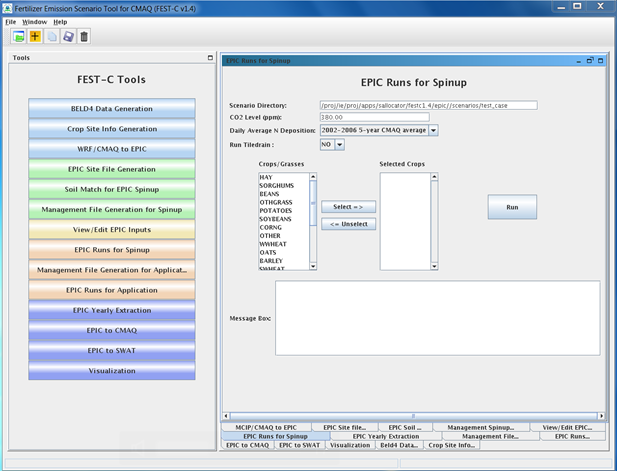 Fertilizer Emission Scenario Tool for CMAQ (FEST-C v1.4)
File Window Help
Tools
FEST-C Tools
BELD4 Data Generation
Crop Site Info Generation
WRF/CMAQ to EPIC
EPIC Site File Generation
Soil Match for EPIC Spinup
Management File Generation for Spinup
View/Edit EPIC Inputs
EPIC Runs for Spinup
Management File Generation for Applicat...
EPIC Runs for Application
EPIC Yearly Extraction
EPIC to CMAQ
EPIC to SWAT
Visualization
EPIC Runs for Spinup
EPIC Runs for Spinup
Scenario Directory: /proj/ie/proj/apps/sallocator/festc1.4/epic//scenarios/test_case
CO2 Level (ppm): 380.00
Daily Average N Deposition: 2002-2006 5-year CMAQ average
Run Tiledrain : NO
Crops/Grasses
HAY
SORGHUMS
BEANS
OTHGRASS
POTATOES
SOYBEANS
CORNG
OTHER
WWHEAT
OATS
BARLEY
SWHEAT
Select =>
<= Unselect
Selected Crops
Run
Message Box:
MCIP/CMAQ to EPIC EPIC Site file... EPIC Soil ... Management Spinup... View/Edit EPIC...
EPIC Runs for Spinup EPIC Yearly Extraction Management File... EPIC Runs...
EPIC to CMAQ EPIC to SWAT Visualization Beld4 Data... Crop Site Info...